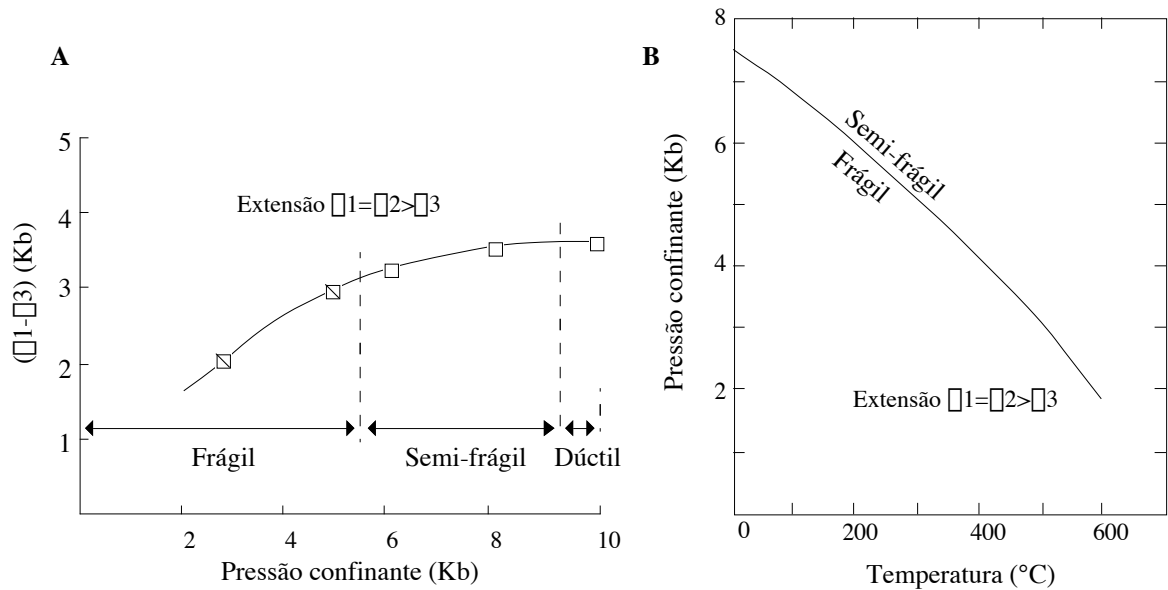 A
5
4
3
2
1
(□1-□3) (Kb)
Extensão □1=□2>□3
Frágil
Semi-frágil
Dúctil
2 4 6 8 10
Pressão confinante (Kb)
B
8
6
4
2
Pressão confinante (Kb)
Semi-frágil
Frágil
Extensão □1=□2>□3
0 200 400 600
Temperatura (°C)